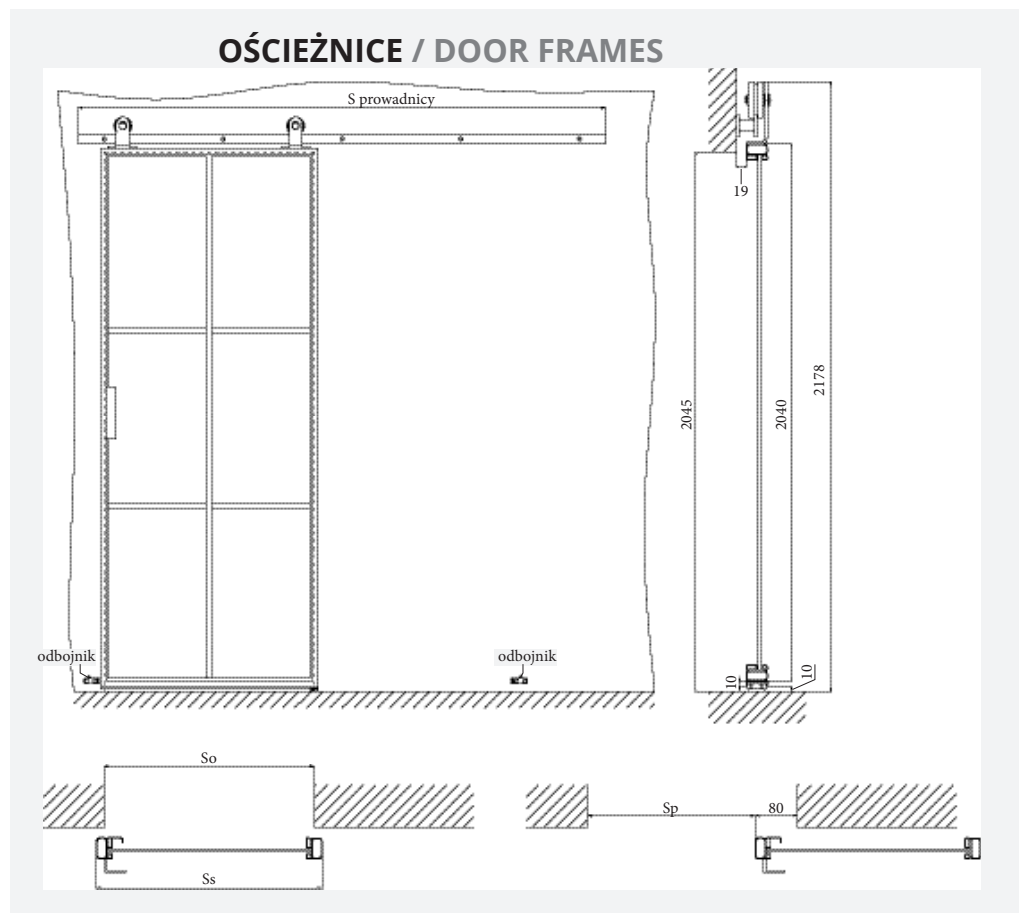 OŚCIEŻNICE / DOOR FRAMES
S prowadnicy
19
2045
2040
2178
odbojnik
odbojnik
10
10
So
Sp
80
Ss